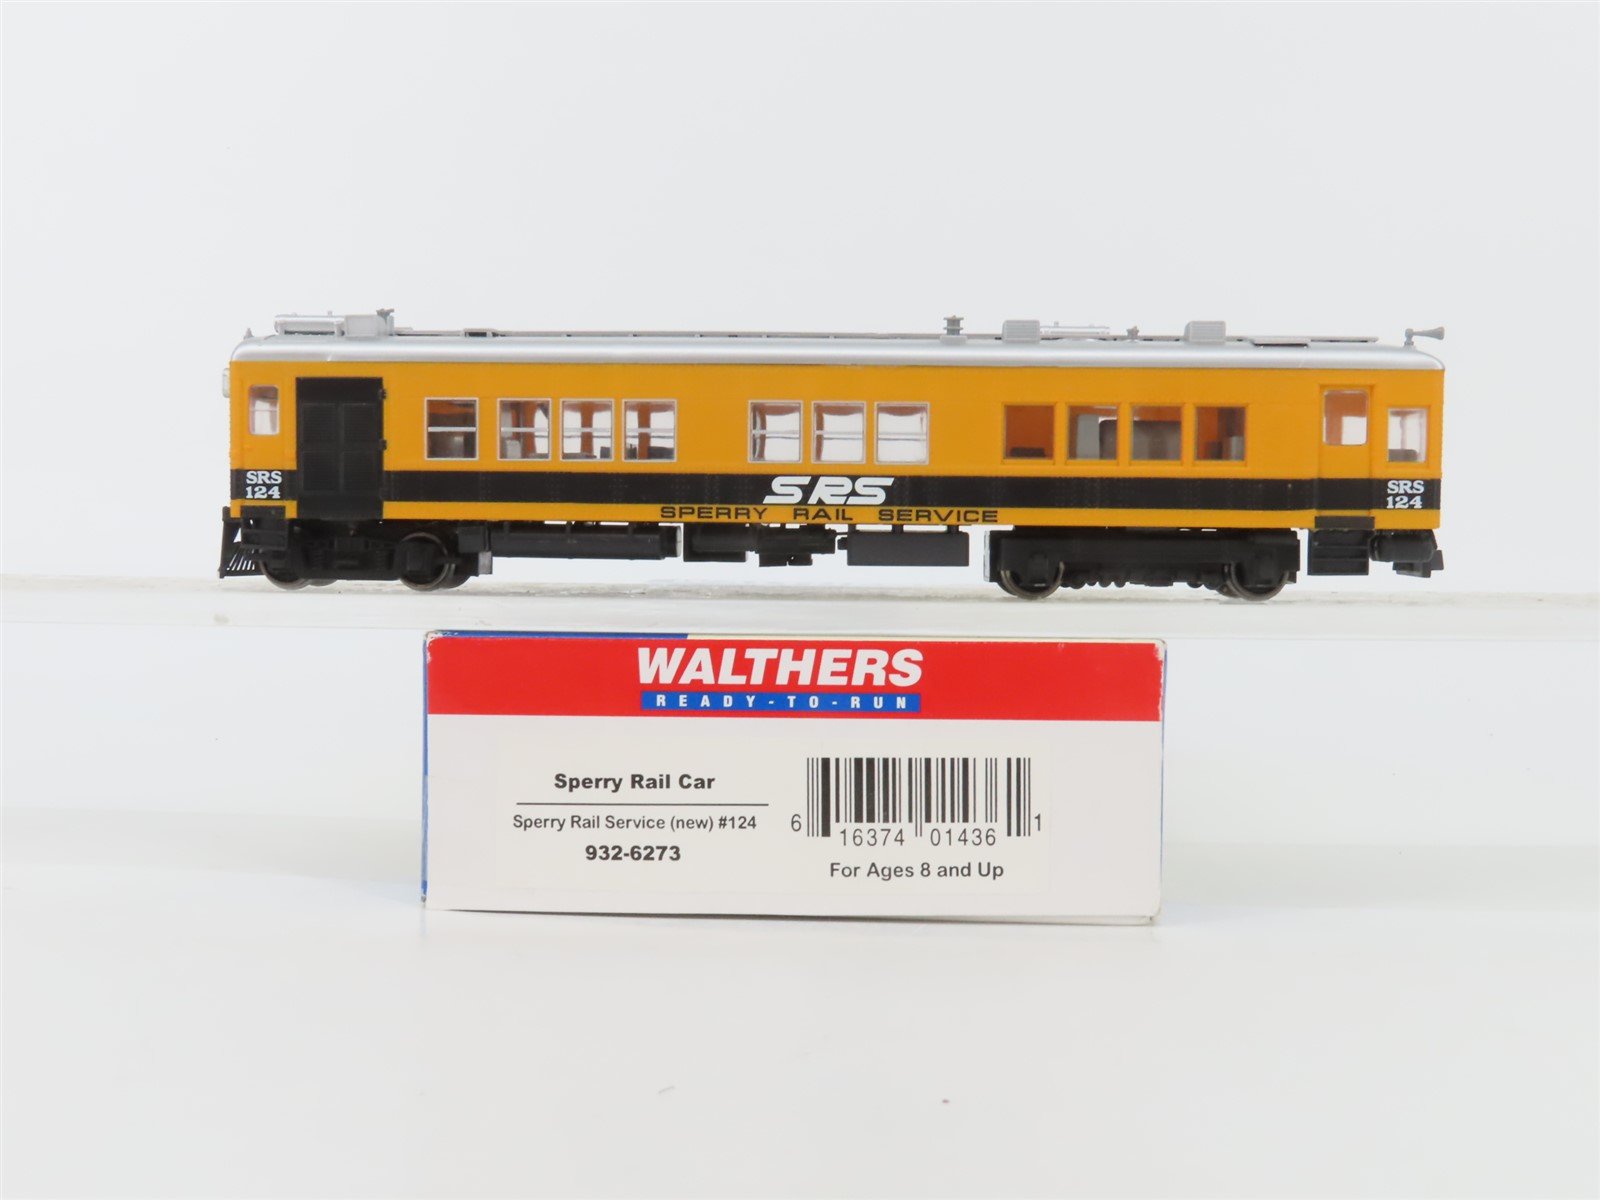 SRS
124
SRS
SPERRY RAIL SERVICE
SRS
124
WALTHERS
READY-TO-RUN
Sperry Rail Car
Sperry Rail Service (new) #124
932-6273
6 16374 01436 1
For Ages 8 and Up